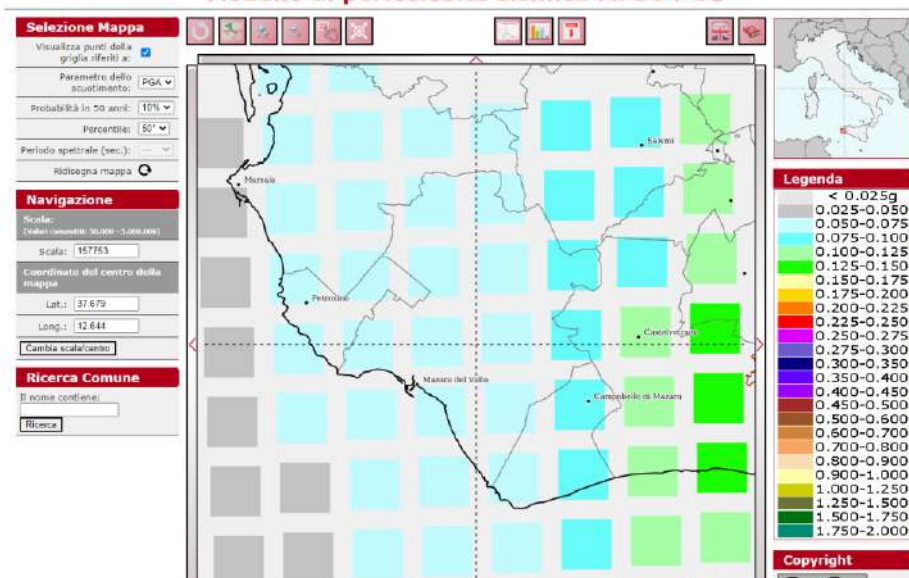 Selezione Mappa
Visualizza punti della
griglia riferiti a:
Parametro dello
scuotimento: PGA
Probabilità in 50 anni: 10%
Percentile: 50°
Periodo spettrale (sec.): ---
Ridisegna mappa
Navigazione
Scala:
Scala: 157753
Coordinate del centro della
mappa
Lat.: 37.679
Long.: 12.644
Cambia scala/centro
Ricerca Comune
Il nome contiene:
Ricerca
Salemi
Marsala
Petrosino
Castelvetrano
Mazara del Vallo
Campobello di Mazara
Legenda
< 0.025g
0.025-0.050
0.050-0.075
0.075-0.100
0.100-0.125
0.125-0.150
0.150-0.175
0.175-0.200
0.200-0.225
0.225-0.250
0.250-0.275
0.275-0.300
0.300-0.350
0.350-0.400
0.400-0.450
0.450-0.500
0.500-0.600
0.600-0.700
0.700-0.800
0.800-0.900
0.900-1.000
1.000-1.250
1.250-1.500
1.500-1.750
1.750-2.000
Copyright